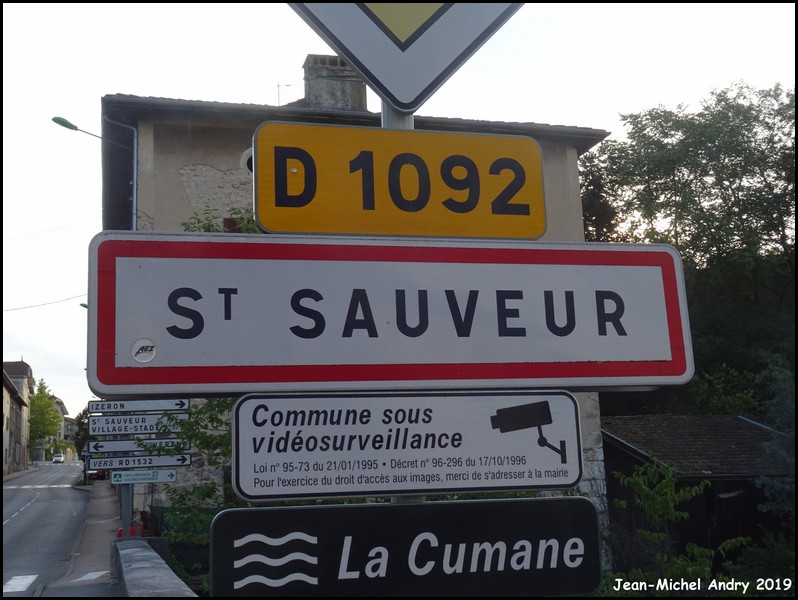 D 1092
ST SAUVEUR
AEZ
IZERON
ST SAUVEUR
VILLAGE-STADE
VERS RD1532
Commune sous
vidéosurveillance
Loi n° 95-73 du 21/01/1995 • Décret n° 96-296 du 17/10/1996
Pour l'exercice du droit d'accès aux images, merci de s'adresser à la mairie
La Cumane
Jean-Michel Andry 2019